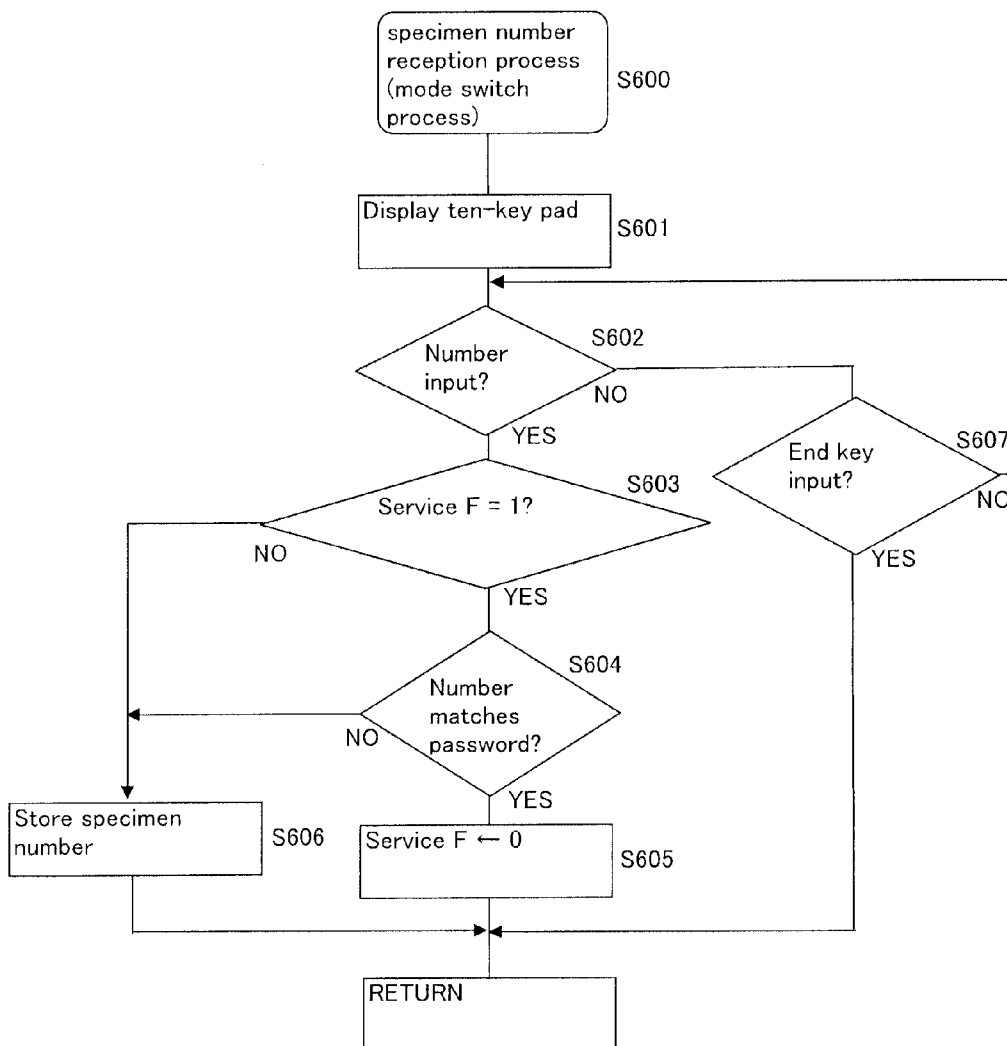 specimen number
reception process
(mode switch
process)
S600
Display ten-key pad
S601
S602
Number
input?
NO
YES
S607
End key
input?
NO
YES
S603
Service F = 1?
NO
YES
S604
Number
matches
password?
NO
YES
Store specimen
number
S606
Service F ← 0
S605
RETURN